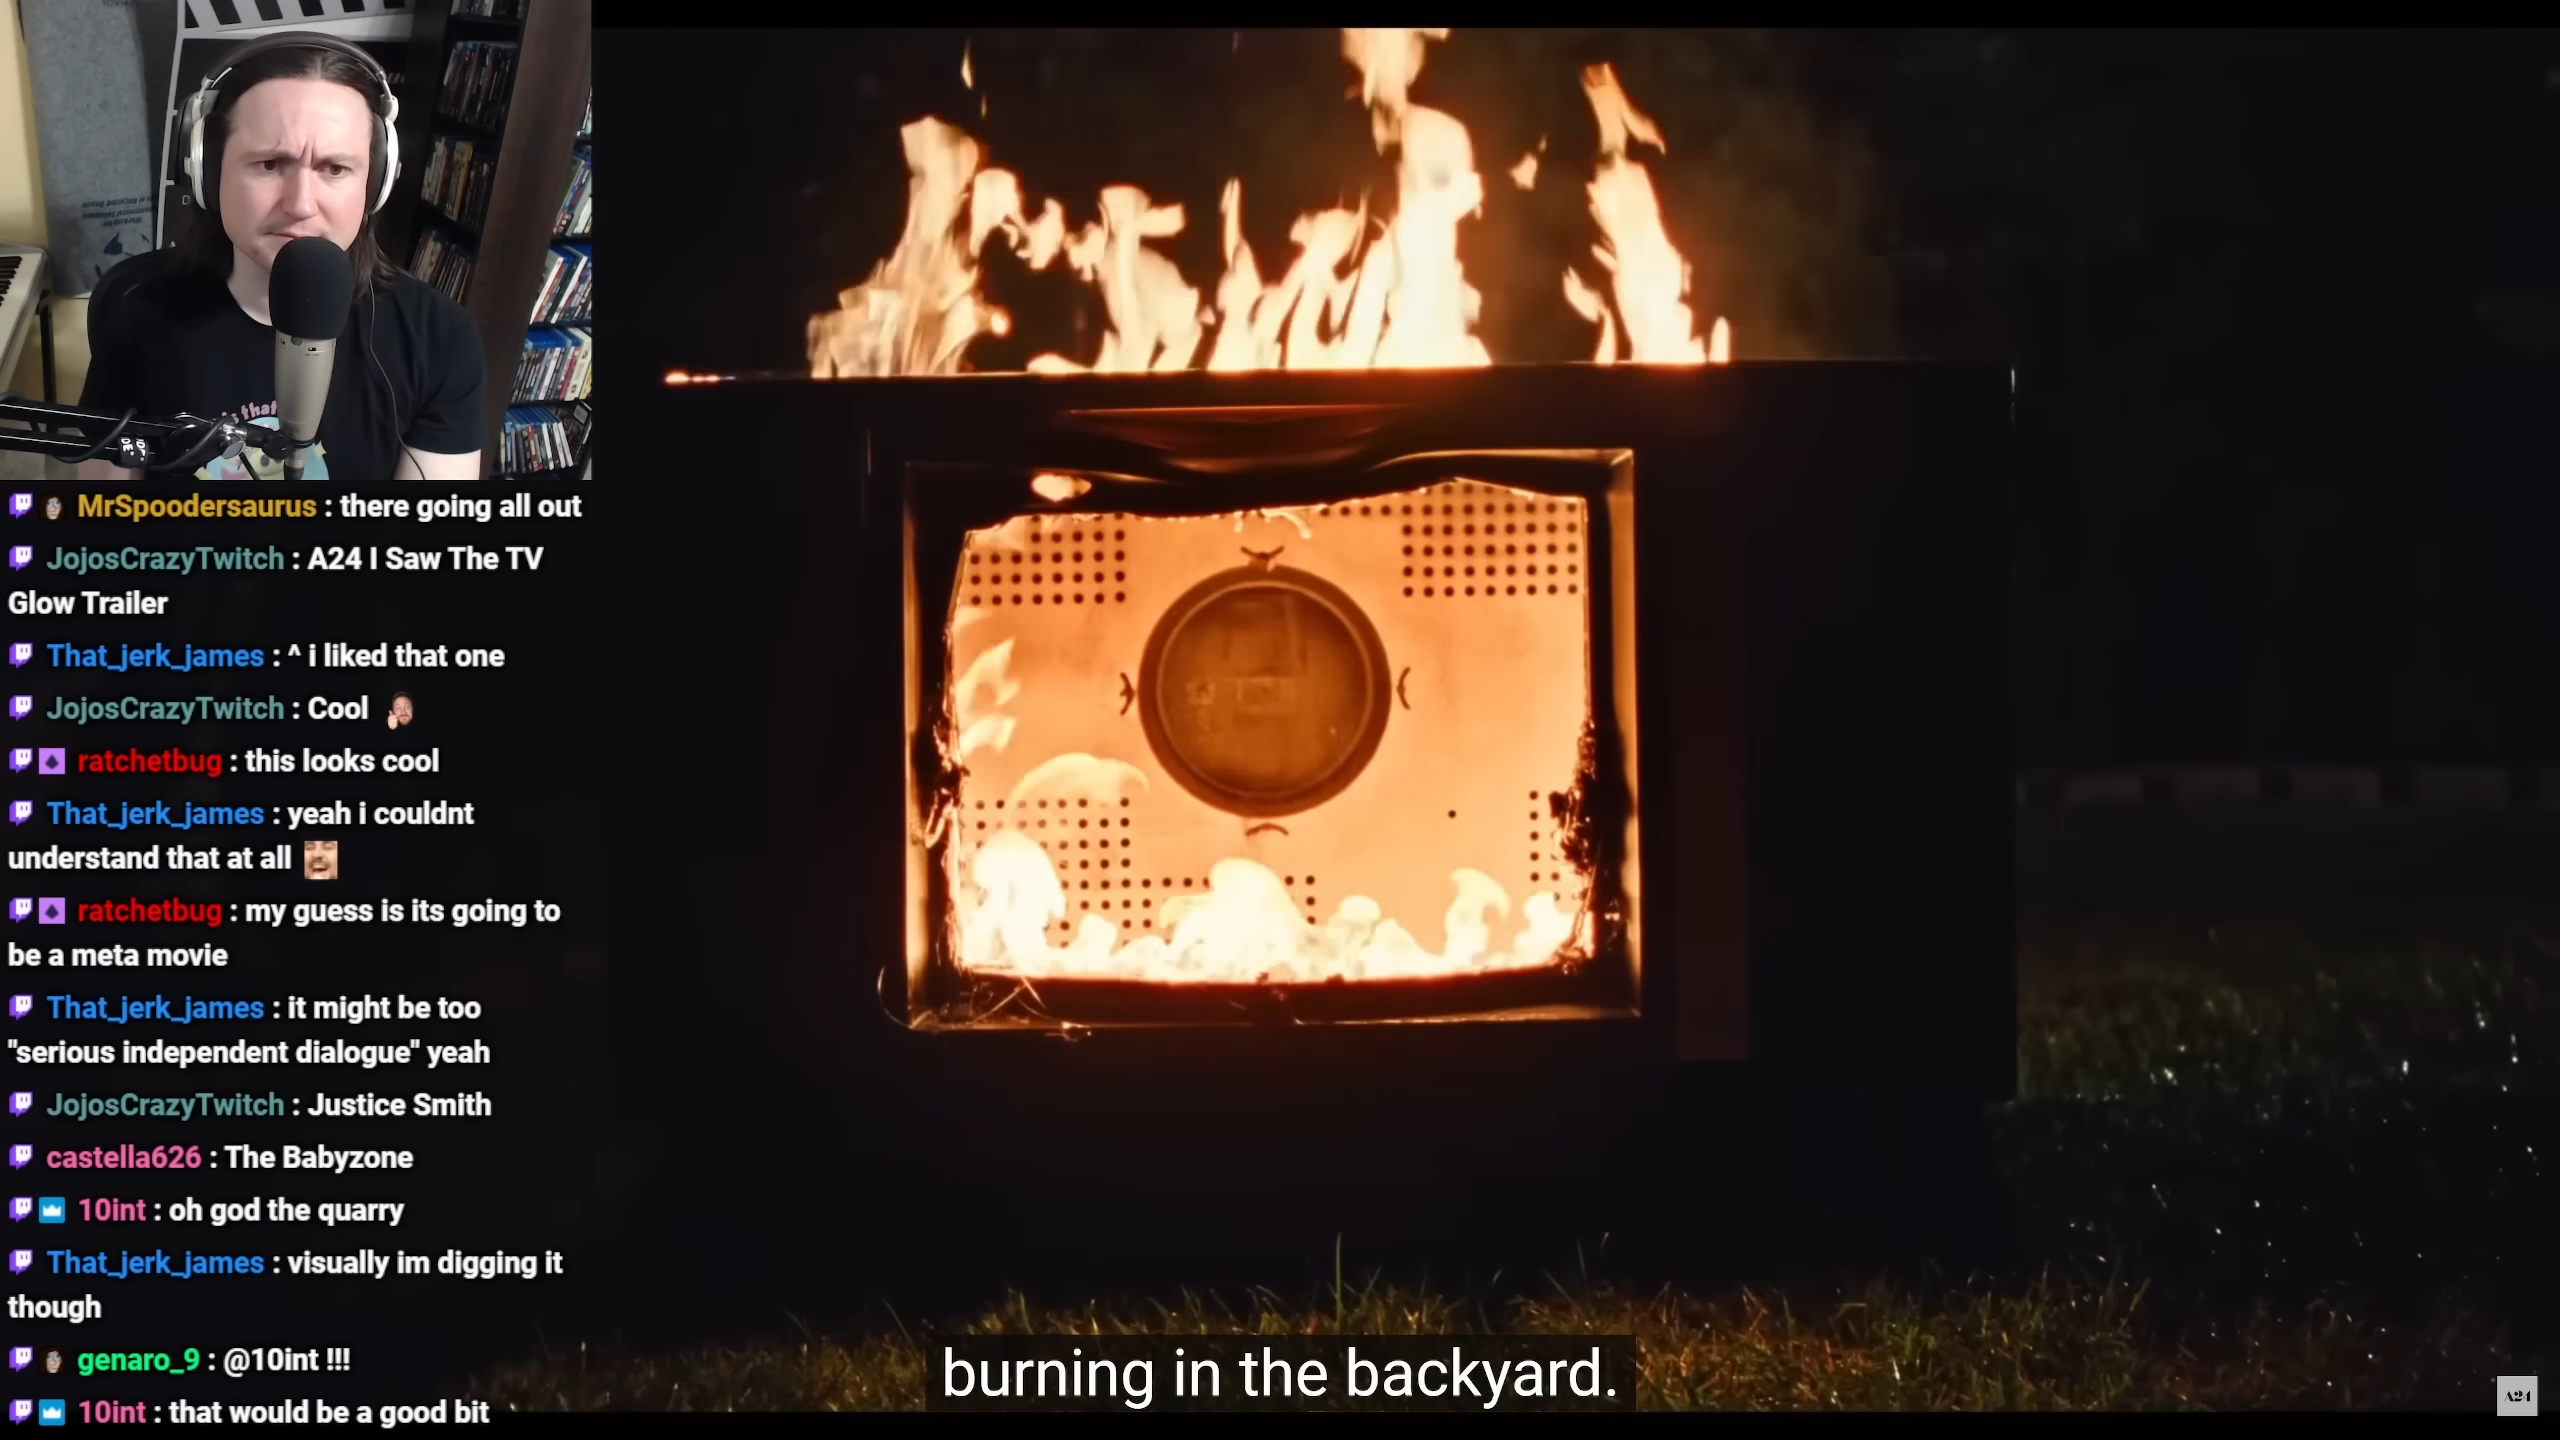 MrSpoodersaurus : there going all out
JojosCrazyTwitch : A24 I Saw The TV
Glow Trailer
That_jerk_james : ^ i liked that one
JojosCrazyTwitch : Cool
ratchetbug : this looks cool
That_jerk_james : yeah i couldnt
understand that at all
ratchetbug : my guess is its going to
be a meta movie
That_jerk_james : it might be too
"serious independent dialogue" yeah
JojosCrazyTwitch : Justice Smith
castella626 : The Babyzone
10int : oh god the quarry
That_jerk_james : visually im digging it
though
genaro_9 : @10int !!!
10int : that would be a good bit
burning in the backyard.
A24